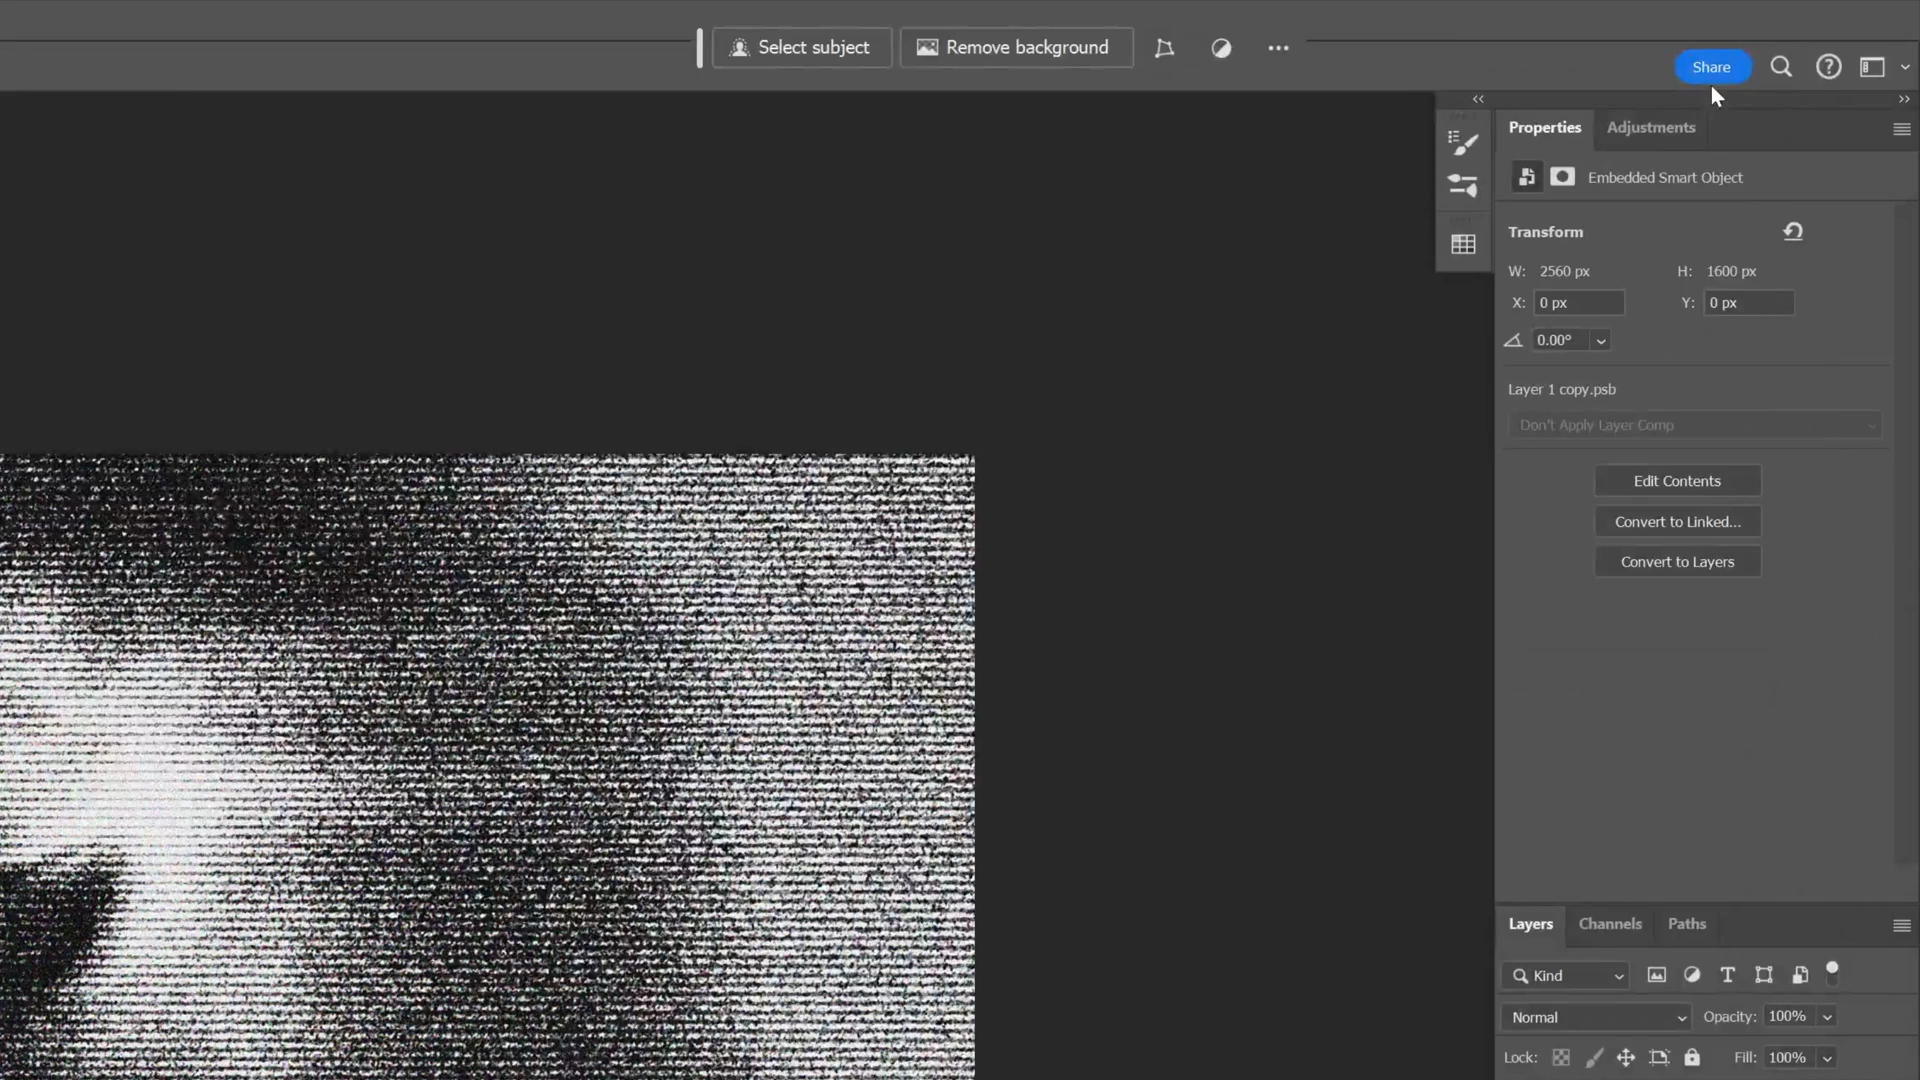 Select subject
Remove background
Share
Properties
Adjustments
Embedded Smart Object
Transform
W: 2560 px
H: 1600 px
X: 0 px
Y: 0 px
0.00°
Layer 1 copy.psb
Don't Apply Layer Comp
Edit Contents
Convert to Linked...
Convert to Layers
Layers
Channels
Paths
Kind
Normal
Opacity: 100%
Lock:
Fill: 100%